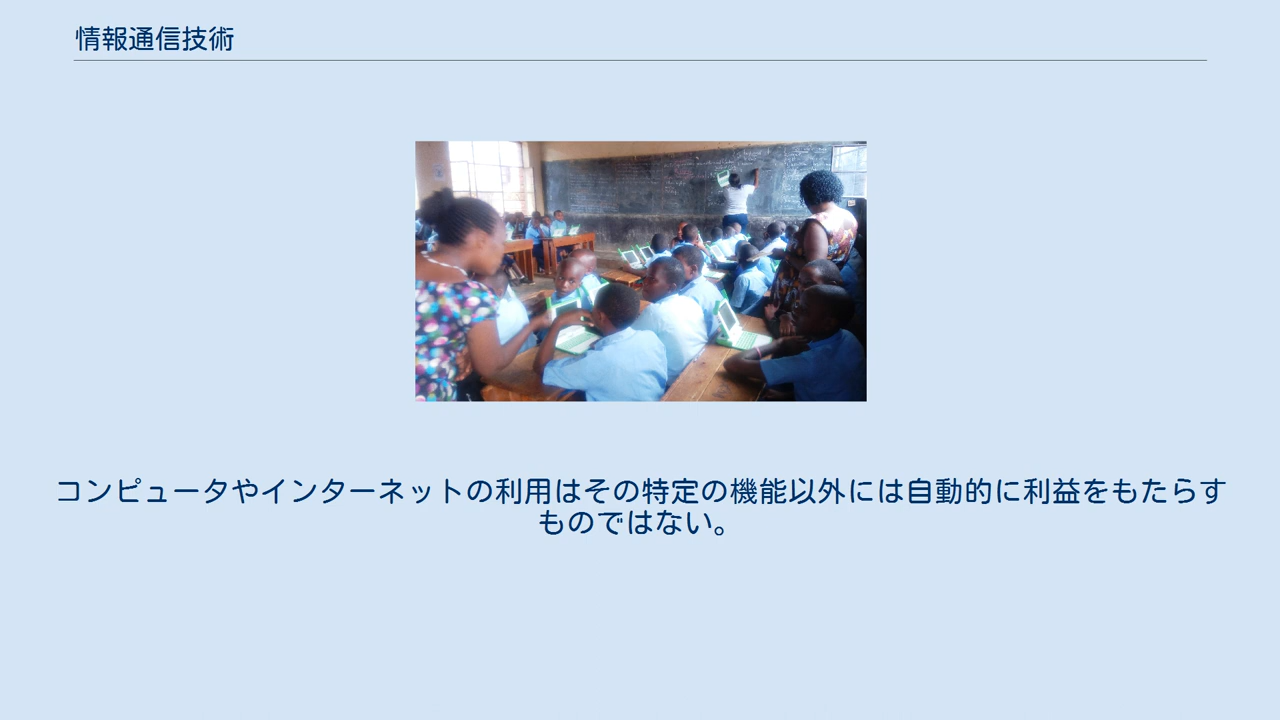 情報通信技術
コンピュータやインターネットの利用はその特定の機能以外には自動的に利益をもたらす
ものではない。